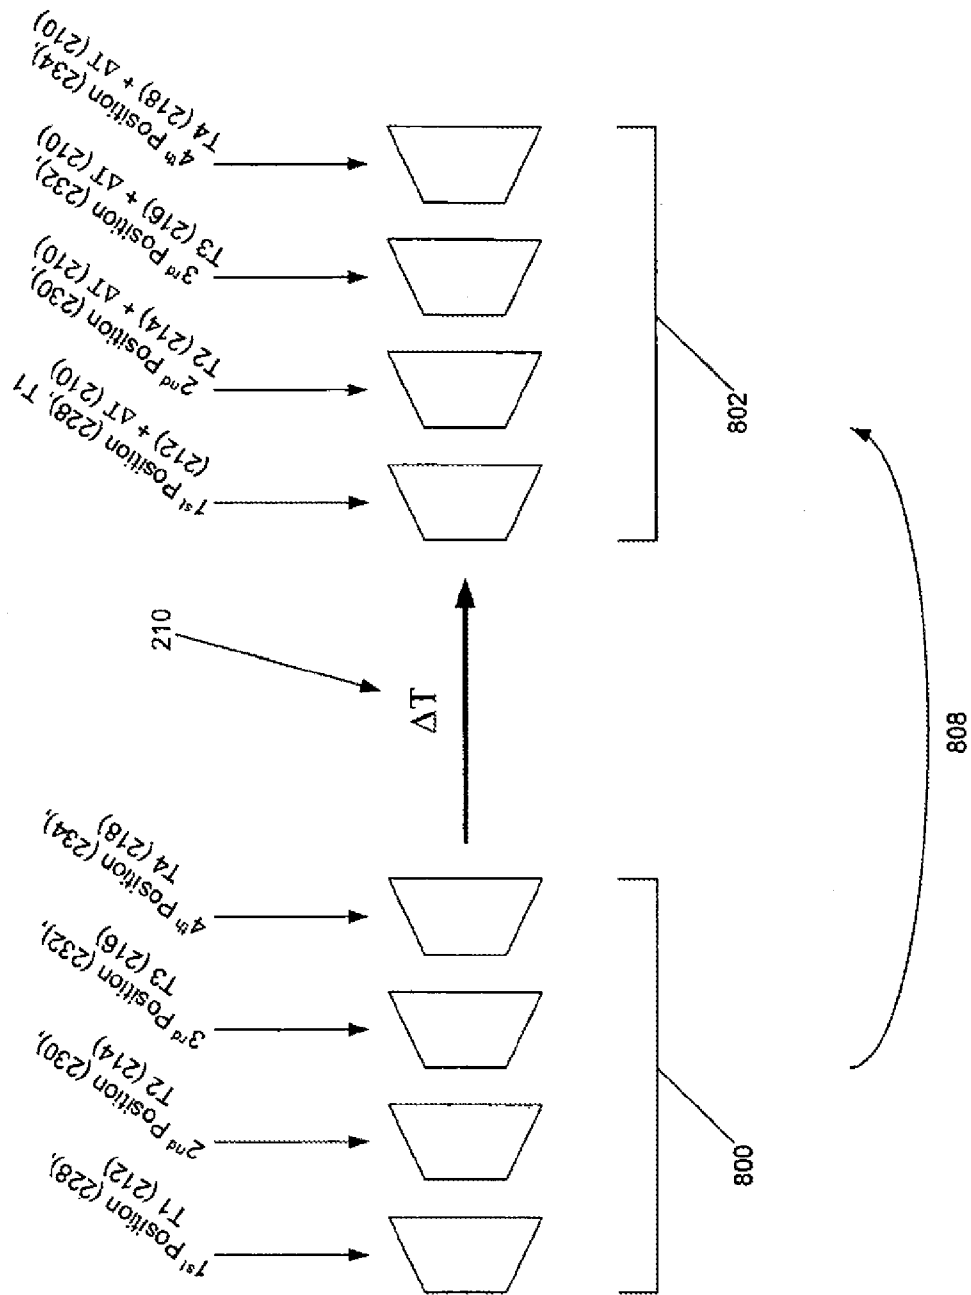 1st Position (228),
T1 (212)
2nd Position (230),
T2 (214)
3rd Position (232),
T3 (216)
4th Position (234),
T4 (218)
210
ΔT
1st Position (228), T1
(212) + ΔT (210)
2nd Position (230),
T2 (214) + ΔT (210)
3rd Position (232),
T3 (216) + ΔT (210)
4th Position (234),
T4 (218) + ΔT (210)
800
802
808